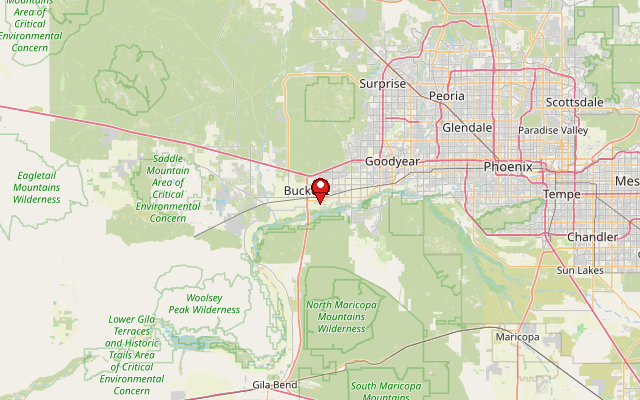 Mountains
Area of
Critical
Environmental
Concern
Surprise
Peoria
Scottsdale
Glendale
Paradise Valley
Goodyear
Phoenix
Saddle
Mountain
Area of
Critical
Environmental
Concern
Eagletail
Mountains
Wilderness
Buck
Mes
Tempe
Chandler
Sun Lakes
Woolsey
Peak Wilderness
North Maricopa
Mountains
Wilderness
Lower Gila
Terraces
and Historic
Trails Area
of Critical
Environmental
Concern
Maricopa
Gila Bend
South Maricopa
Mountains